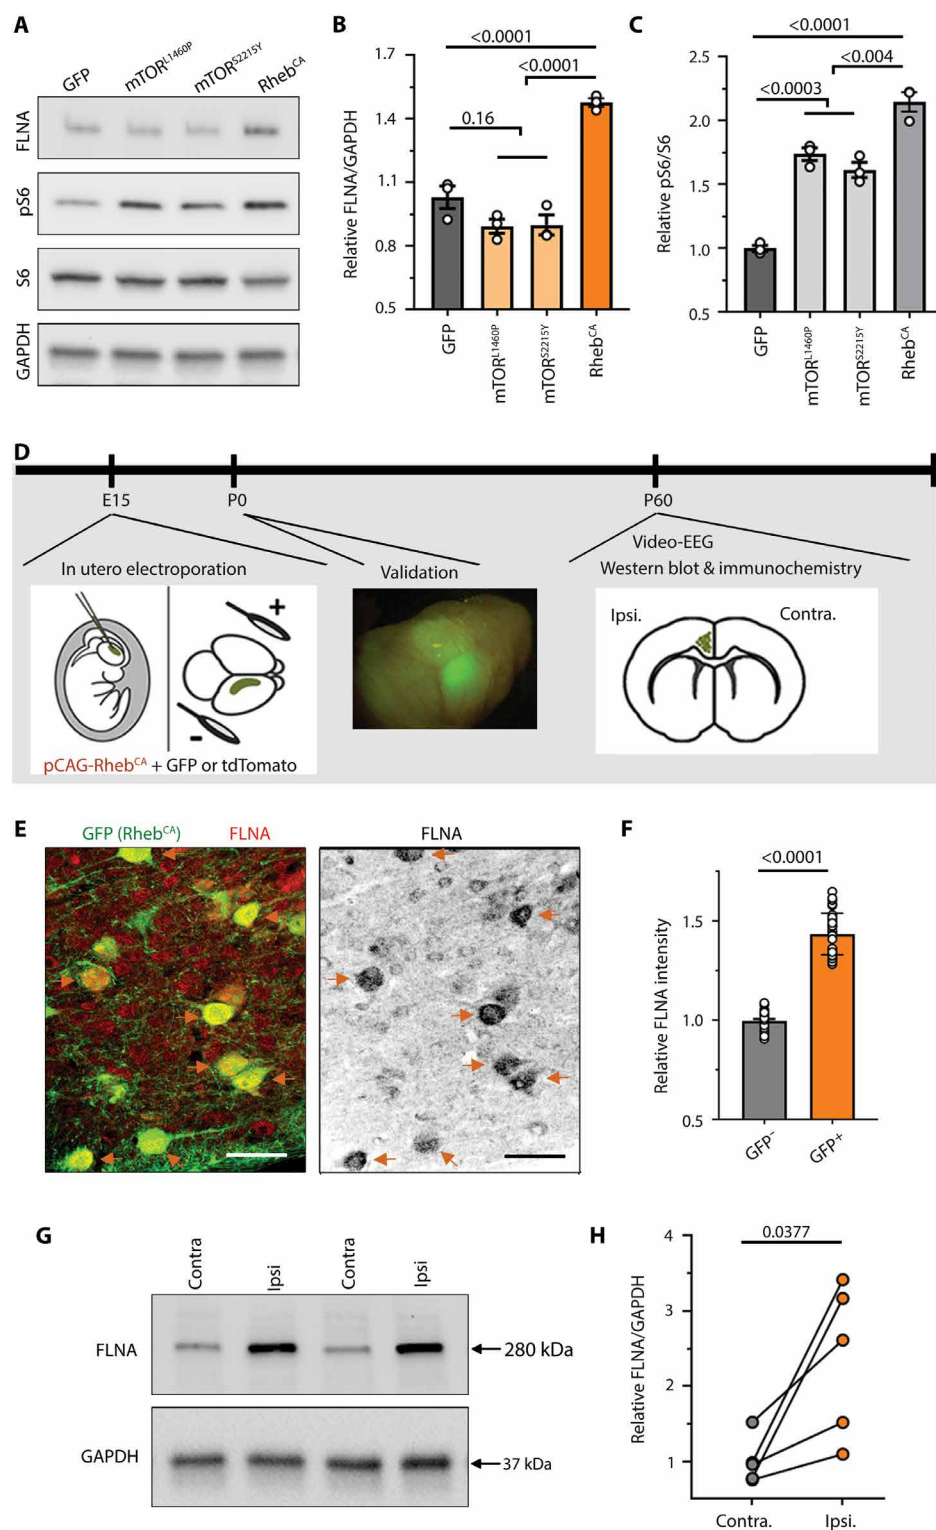 A
GFP
mTOR^L1460P
mTOR^S2215Y
Rheb^CA
FLNA
pS6
S6
GAPDH
B
Relative FLNA/GAPDH
1.7
1.4
1.1
0.8
0.5
<0.0001
<0.0001
0.16
GFP
mTOR^L1460P
mTOR^S2215Y
Rheb^CA
C
Relative pS6/S6
2.5
2.0
1.5
1.0
0.5
<0.0001
<0.004
<0.0003
GFP
mTOR^L1460P
mTOR^S2215Y
Rheb^CA
D
E15
P0
P60
In utero electroporation
Validation
Video-EEG
Western blot & immunochemistry
+
-
pCAG-Rheb^CA + GFP or tdTomato
Ipsi.
Contra.
E
GFP (Rheb^CA)
FLNA
FLNA
F
Relative FLNA intensity
<0.0001
1.5
1.0
0.5
GFP⁻
GFP⁺
G
Contra
Ipsi
Contra
Ipsi
FLNA
280 kDa
GAPDH
37 kDa
H
Relative FLNA/GAPDH
0.0377
4
3
2
1
Contra.
Ipsi.